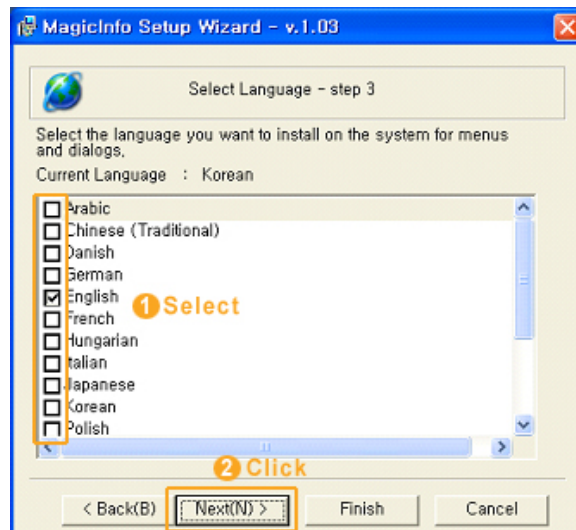 MagicInfo Setup Wizard - v.1.03
Select Language - step 3
Select the language you want to install on the system for menus
and dialogs.
Current Language : Korean
Arabic
Chinese (Traditional)
Danish
German
English
1 Select
French
Hungarian
Italian
Japanese
Korean
Polish
2 Click
< Back(B)
Next(N) >
Finish
Cancel